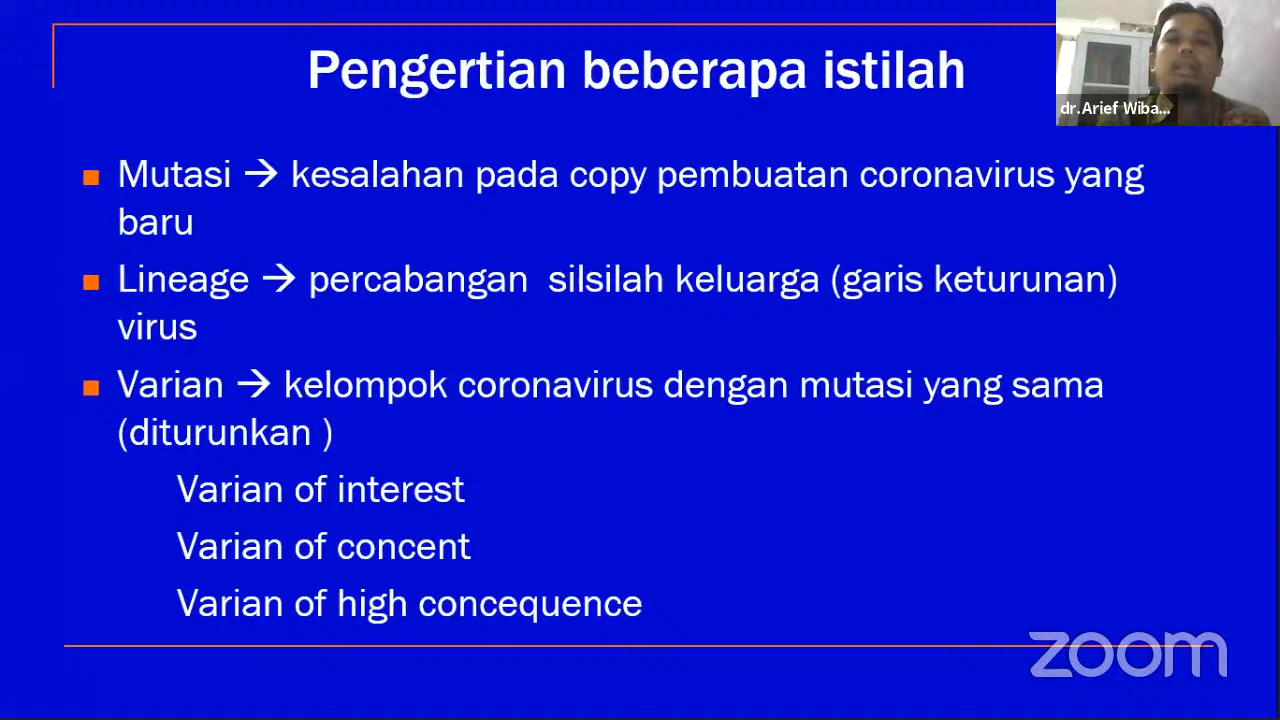 Pengertian beberapa istilah
dr.Arief Wiba...
■ Mutasi → kesalahan pada copy pembuatan coronavirus yang
baru
■ Lineage → percabangan silsilah keluarga (garis keturunan)
virus
■ Varian → kelompok coronavirus dengan mutasi yang sama
(diturunkan )
Varian of interest
Varian of concent
Varian of high concequence
zoom